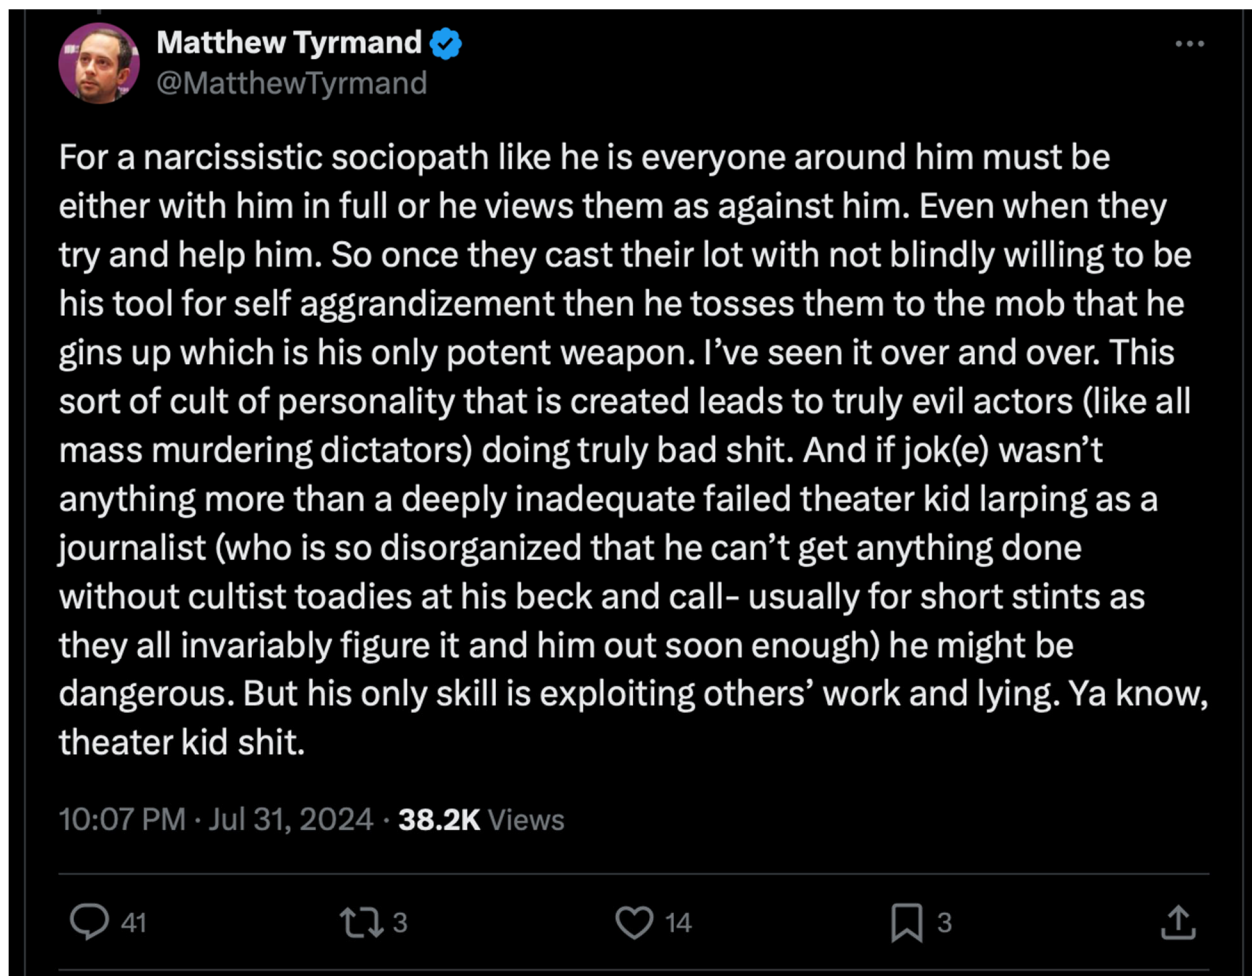 Matthew Tyrmand
@MatthewTyrmand
For a narcissistic sociopath like he is everyone around him must be
either with him in full or he views them as against him. Even when they
try and help him. So once they cast their lot with not blindly willing to be
his tool for self aggrandizement then he tosses them to the mob that he
gins up which is his only potent weapon. I’ve seen it over and over. This
sort of cult of personality that is created leads to truly evil actors (like all
mass murdering dictators) doing truly bad shit. And if jok(e) wasn’t
anything more than a deeply inadequate failed theater kid larping as a
journalist (who is so disorganized that he can’t get anything done
without cultist toadies at his beck and call- usually for short stints as
they all invariably figure it and him out soon enough) he might be
dangerous. But his only skill is exploiting others’ work and lying. Ya know,
theater kid shit.
10:07 PM · Jul 31, 2024 · 38.2K Views
41 3 14 3